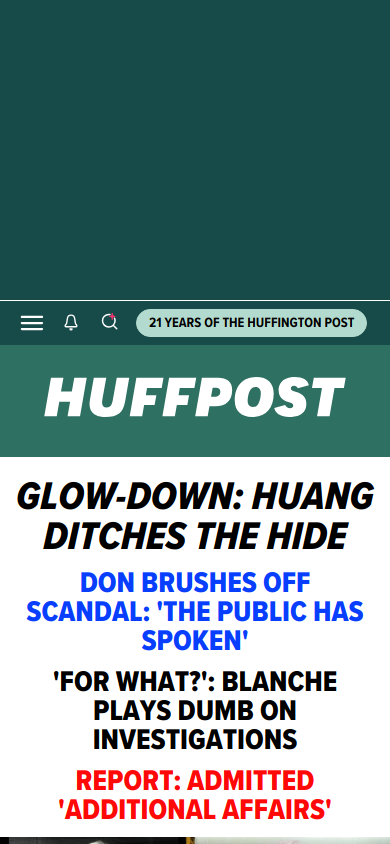 21 YEARS OF THE HUFFINGTON POST
HUFFPOST
GLOW-DOWN: HUANG
DITCHES THE HIDE
DON BRUSHES OFF
SCANDAL: 'THE PUBLIC HAS
SPOKEN'
'FOR WHAT?': BLANCHE
PLAYS DUMB ON
INVESTIGATIONS
REPORT: ADMITTED
'ADDITIONAL AFFAIRS'